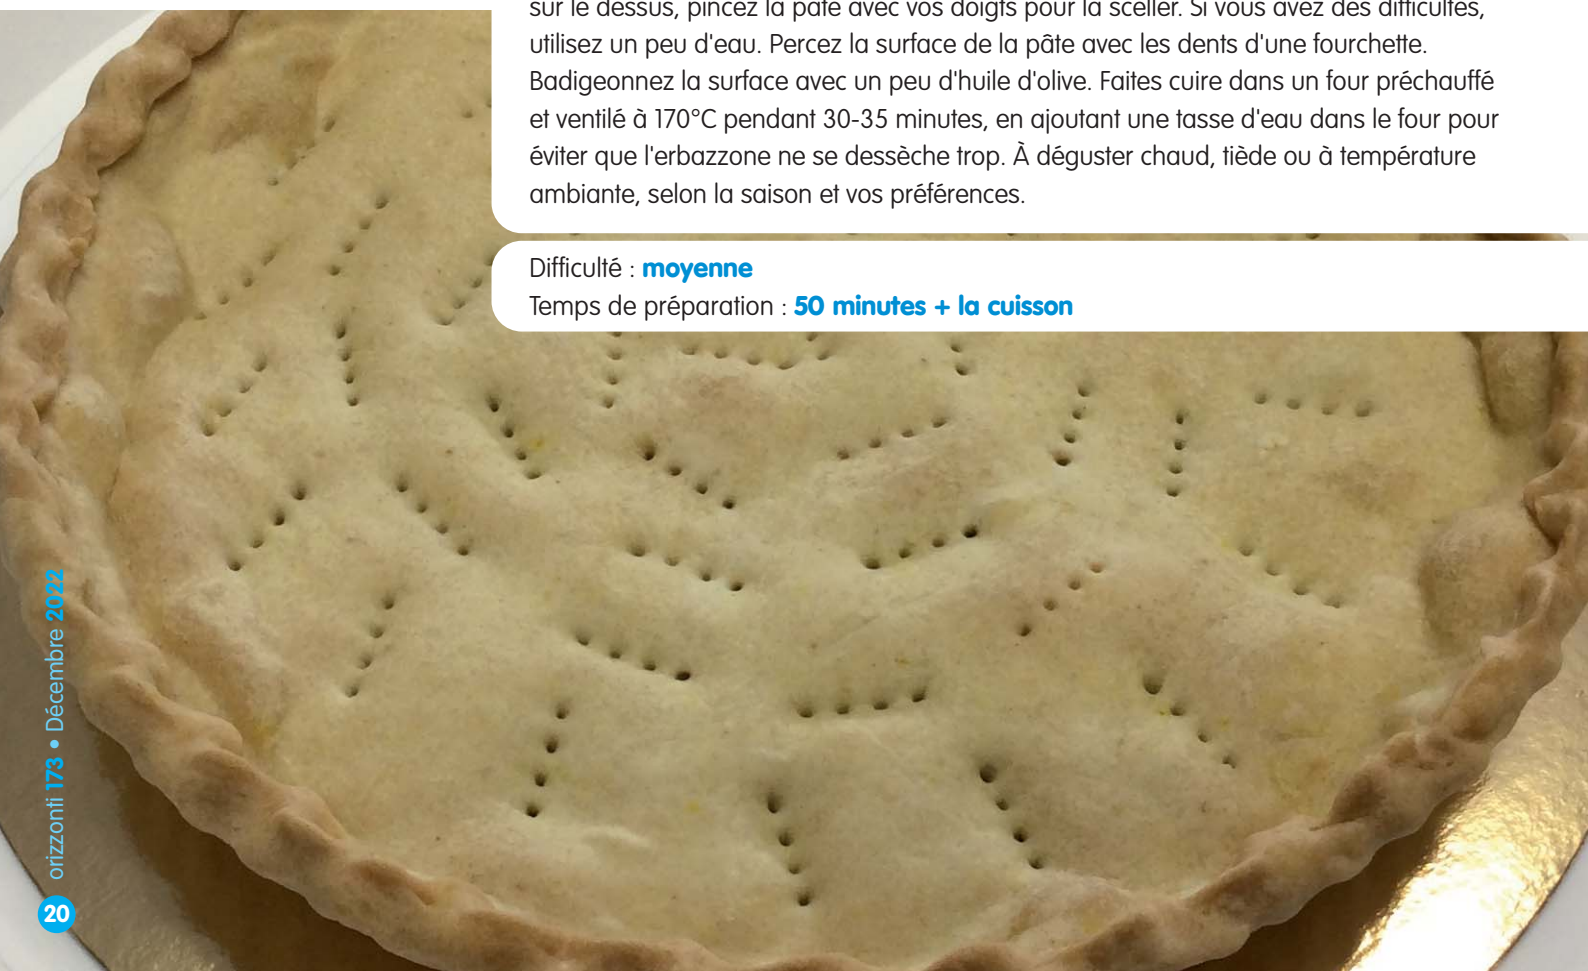 sur le dessus, pincez la pâte avec vos doigts pour la sceller. Si vous avez des difficultés,
utilisez un peu d'eau. Percez la surface de la pâte avec les dents d'une fourchette.
Badigeonnez la surface avec un peu d'huile d'olive. Faites cuire dans un four préchauffé
et ventilé à 170°C pendant 30-35 minutes, en ajoutant une tasse d'eau dans le four pour
éviter que l'erbazzone ne se dessèche trop. À déguster chaud, tiède ou à température
ambiante, selon la saison et vos préférences.
Difficulté : moyenne
Temps de préparation : 50 minutes + la cuisson
orizzonti 173 • Décembre 2022
20